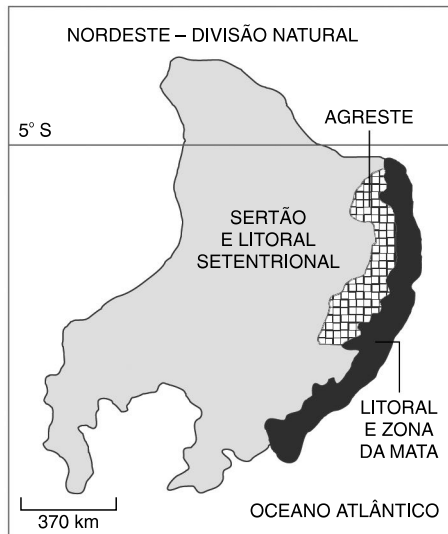 NORDESTE – DIVISÃO NATURAL
5° S
AGRESTE
SERTÃO
E LITORAL
SETENTRIONAL
LITORAL
E ZONA
DA MATA
370 km
OCEANO ATLÂNTICO